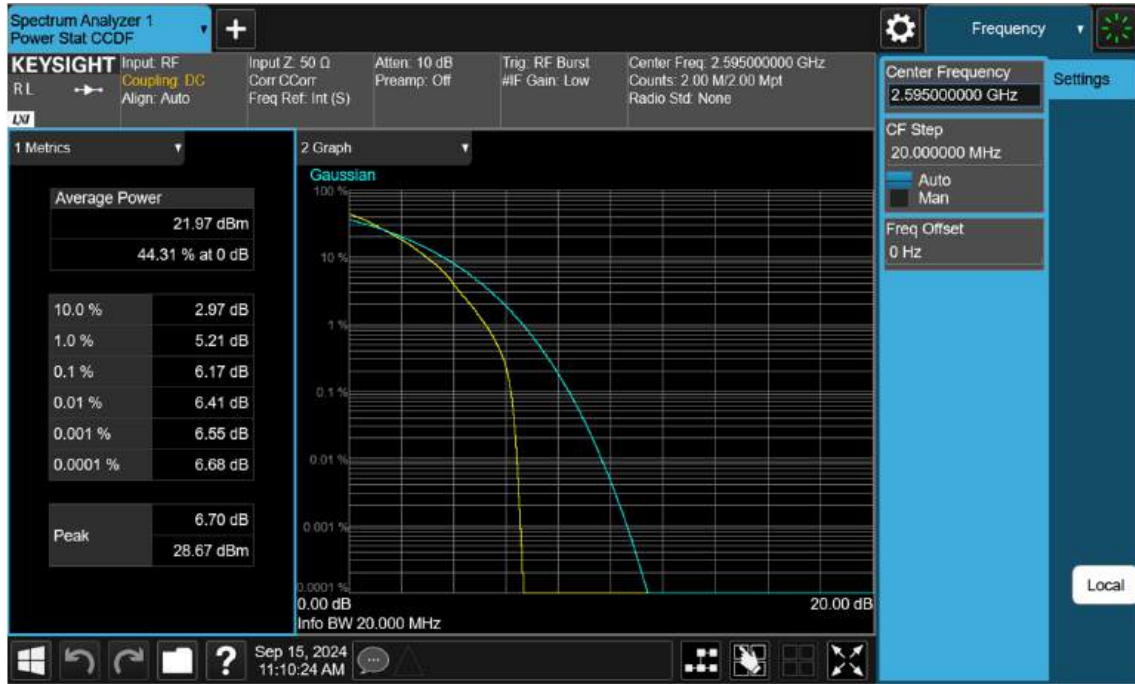 Spectrum Analyzer 1
Power Stat CCDF
+
Frequency
KEYSIGHT
RL
LXI
Input: RF
Coupling: DC
Align: Auto
Input Z: 50 Ω
Corr CCorr
Freq Ref: Int (S)
Atten: 10 dB
Preamp: Off
Trig: RF Burst
#IF Gain: Low
Center Freq: 2.595000000 GHz
Counts: 2.00 M/2.00 Mpt
Radio Std: None
Center Frequency
2.595000000 GHz
Settings
CF Step
20.000000 MHz
Auto
Man
Freq Offset
0 Hz
Local
1 Metrics
Average Power
21.97 dBm
44.31 % at 0 dB
10.0 % 2.97 dB
1.0 % 5.21 dB
0.1 % 6.17 dB
0.01 % 6.41 dB
0.001 % 6.55 dB
0.0001 % 6.68 dB
Peak
6.70 dB
28.67 dBm
2 Graph
Gaussian
100 %
10 %
1 %
0.1 %
0.01 %
0.001 %
0.0001 %
0.00 dB 20.00 dB
Info BW 20.000 MHz
?
Sep 15, 2024
11:10:24 AM